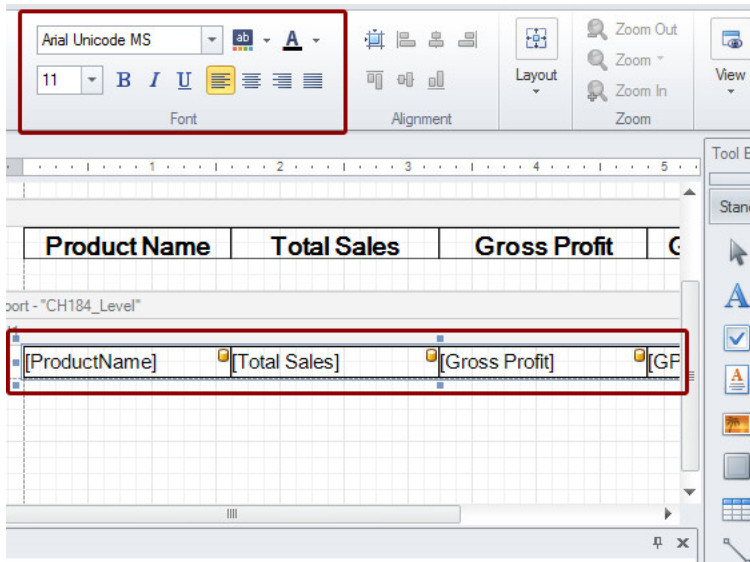 Arial Unicode MS
ab
A
Zoom Out
Zoom
11
B I U
Layout
View
Zoom In
Font
Alignment
Zoom
1 2 3 4 5
Tool
Product Name Total Sales Gross Profit
port - "CH184_Level"
[ProductName] [Total Sales] [Gross Profit] [GP
A
A